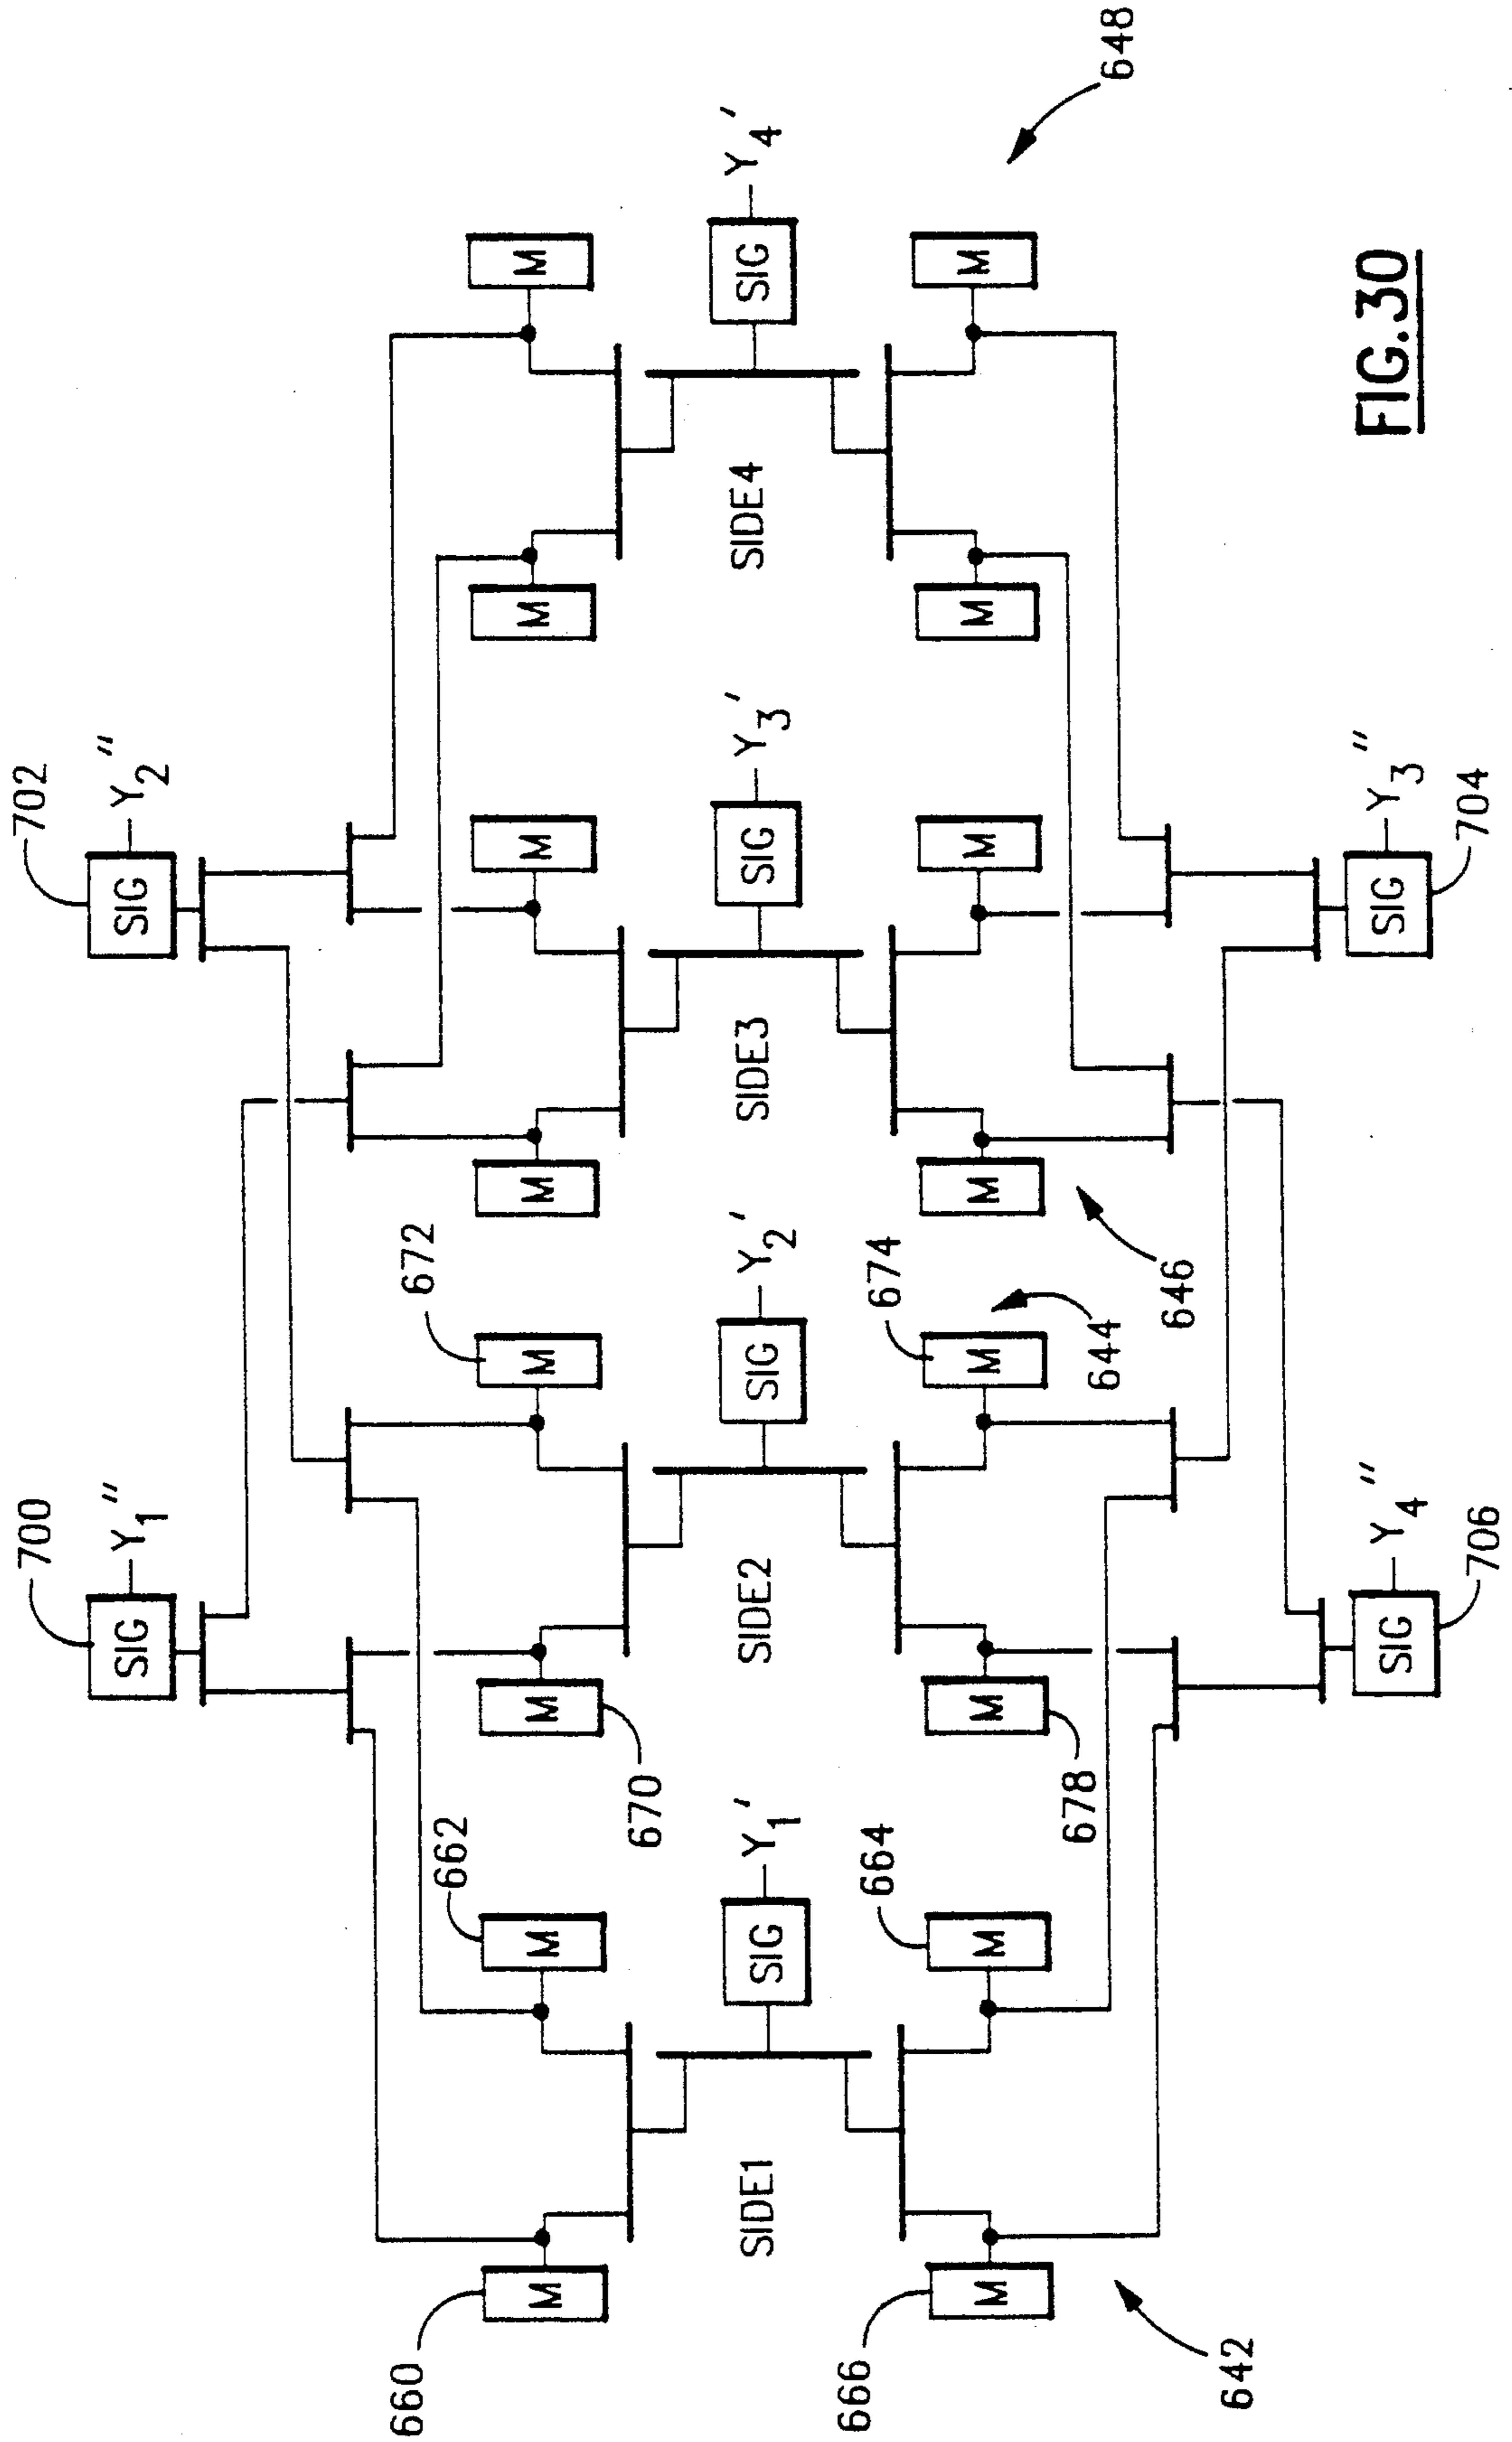 700 702
SIG Y₁'' SIG Y₂''
660 662 672
M M M M M M M M
670
SIDE1 SIG Y₁' SIDE2 SIG Y₂' SIDE3 SIG Y₃' SIDE4 SIG Y₄'
666 664 674
M M M M M M M M
678 644 648
642 646
SIG Y₄'' SIG Y₃'' FIG.30
706 704